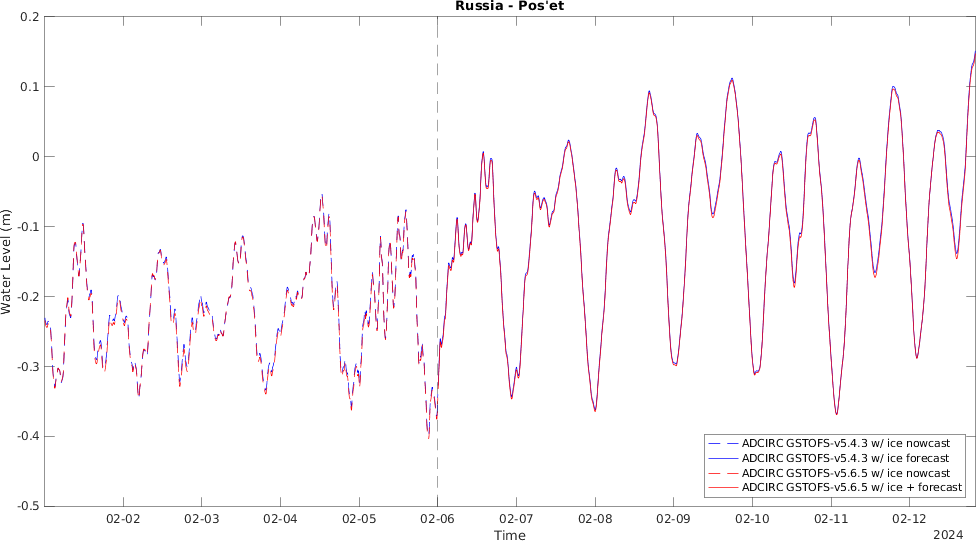 Russia - Pos'et
0.2
0.1
0
-0.1
-0.2
-0.3
-0.4
-0.5
Water Level (m)
ADCIRC GSTOFS-v5.4.3 w/ ice nowcast
ADCIRC GSTOFS-v5.4.3 w/ ice forecast
ADCIRC GSTOFS-v5.6.5 w/ ice nowcast
ADCIRC GSTOFS-v5.6.5 w/ ice + forecast
02-02 02-03 02-04 02-05 02-06 02-07 02-08 02-09 02-10 02-11 02-12
Time
2024